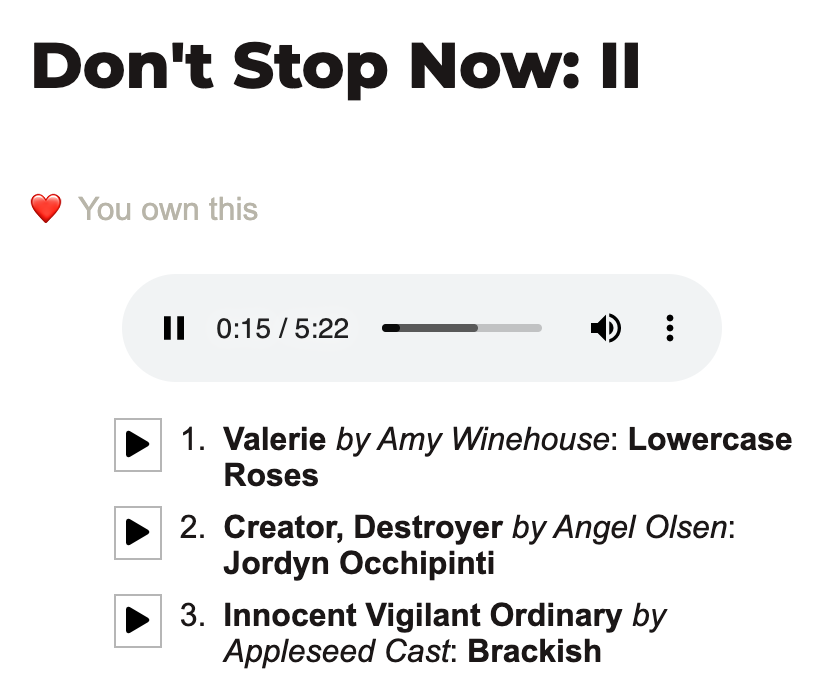 Don't Stop Now: II
❤️ You own this
0:15 / 5:22
1. Valerie by Amy Winehouse: Lowercase
Roses
2. Creator, Destroyer by Angel Olsen:
Jordyn Occhipinti
3. Innocent Vigilant Ordinary by
Appleseed Cast: Brackish